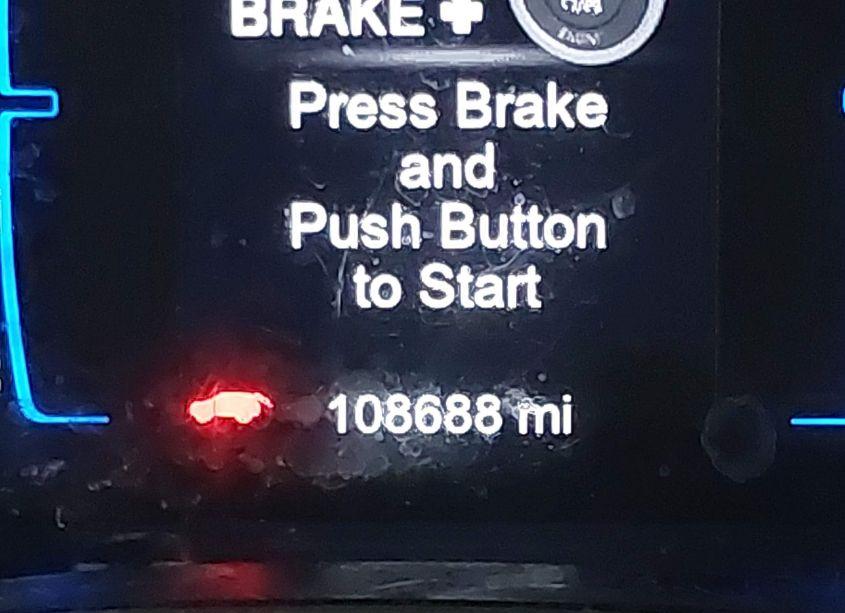 BRAKE +
Press Brake
and
Push Button
to Start
108688 mi